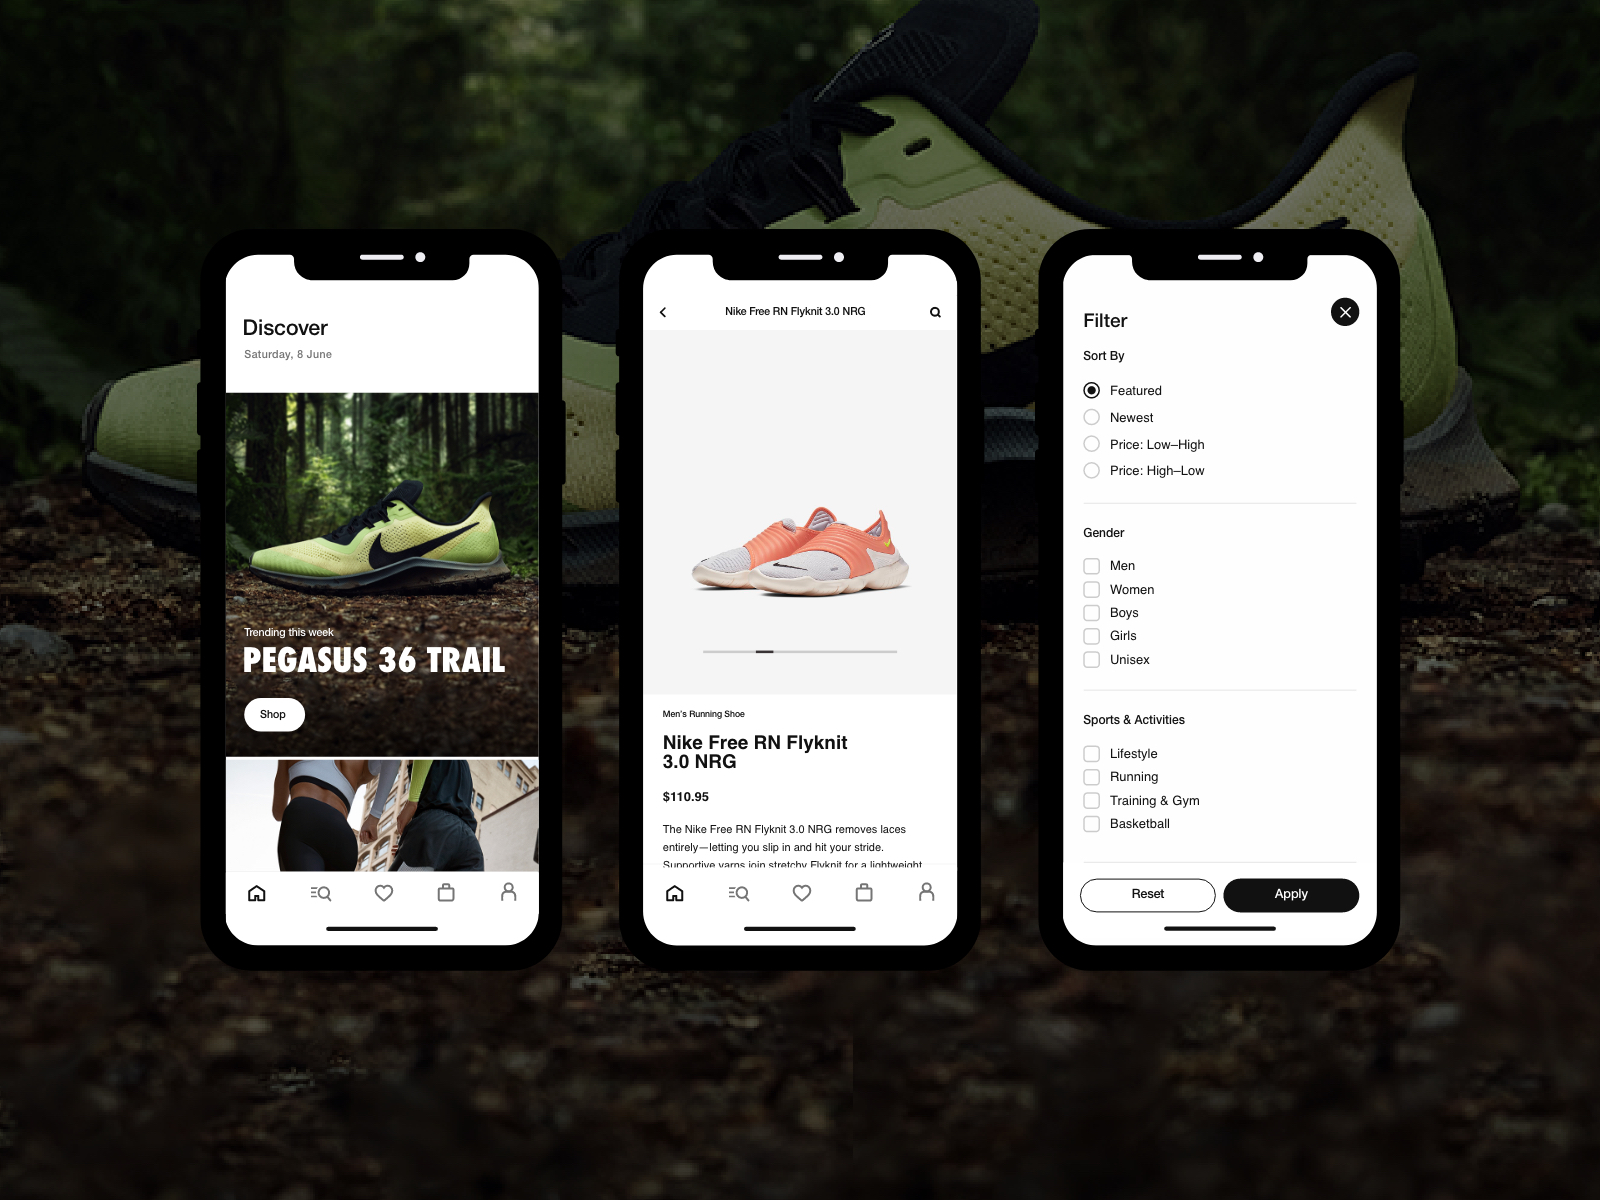 Discover
Saturday, 8 June
Trending this week
PEGASUS 36 TRAIL
Shop
Nike Free RN Flyknit 3.0 NRG
Men's Running Shoe
Nike Free RN Flyknit
3.0 NRG
$110.95
The Nike Free RN Flyknit 3.0 NRG removes laces
entirely—letting you slip in and hit your stride.
Supportive yarns join stretchy Flyknit for a lightweight
Filter
Sort By
Featured
Newest
Price: Low–High
Price: High–Low
Gender
Men
Women
Boys
Girls
Unisex
Sports & Activities
Lifestyle
Running
Training & Gym
Basketball
Reset
Apply